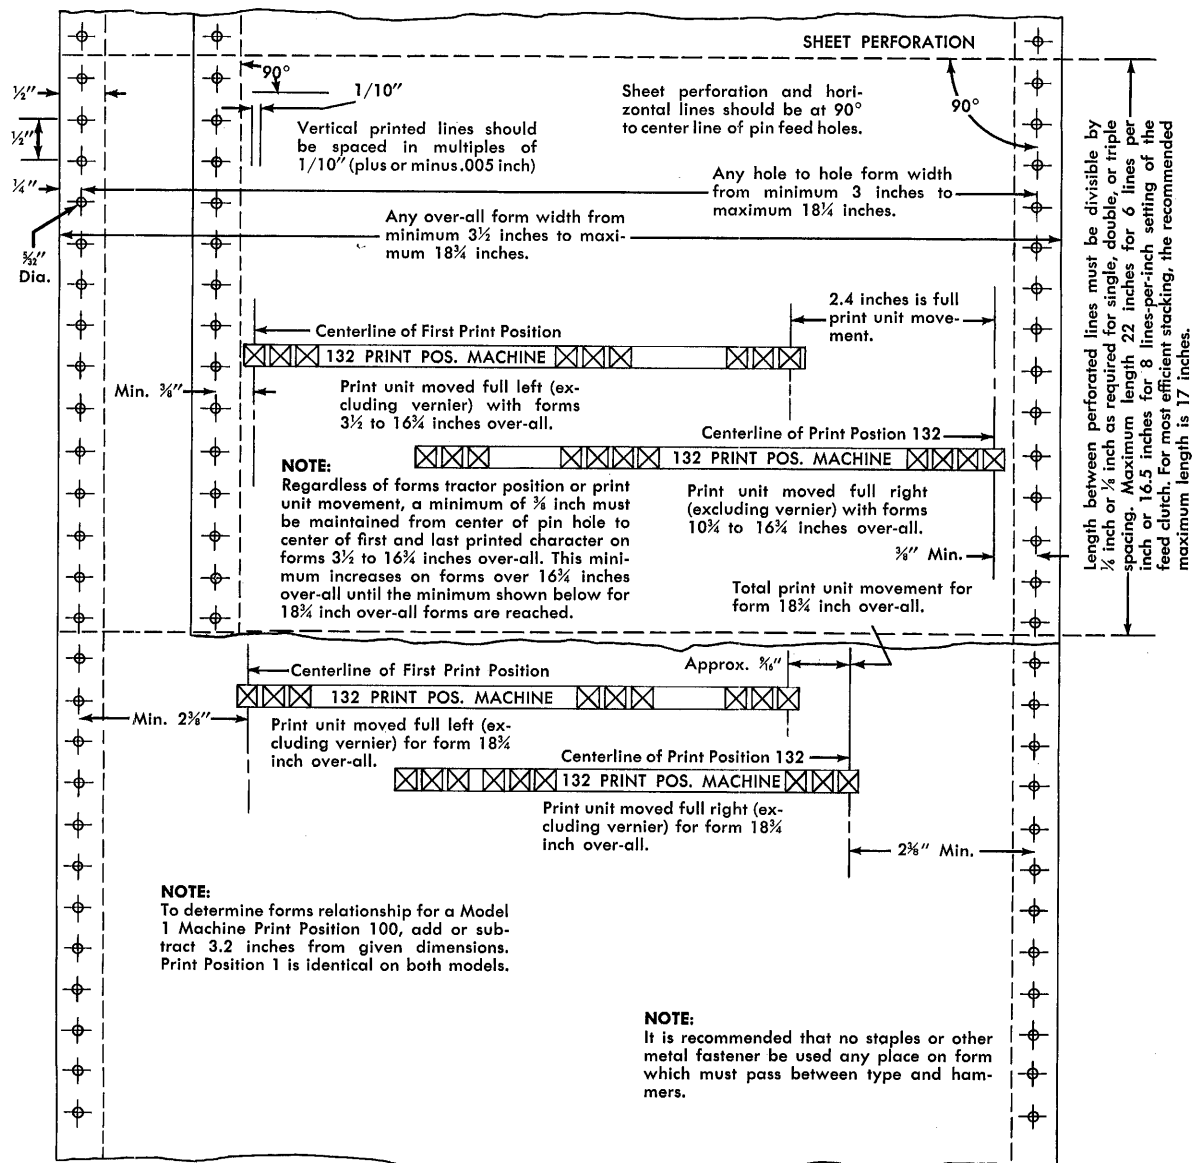 SHEET PERFORATION
90°
1/10"
½"
½"
¼"
5/32"
Dia.
Vertical printed lines should
be spaced in multiples of
1/10" (plus or minus .005 inch)
Sheet perforation and hori-
zontal lines should be at 90°
to center line of pin feed holes.
90°
Any hole to hole form width
from minimum 3 inches to
maximum 18¼ inches.
Any over-all form width from
minimum 3½ inches to maxi-
mum 18¾ inches.
Length between perforated lines must be divisible by
⅙ inch or ⅛ inch as required for single, double, or triple
spacing. Maximum length 22 inches for 6 lines per
inch or 16.5 inches for 8 lines-per-inch setting of the
feed clutch. For most efficient stacking, the recommended
maximum length is 17 inches.
2.4 inches is full
print unit move-
ment.
Centerline of First Print Position
132 PRINT POS. MACHINE
Min. ⅜"
Print unit moved full left (ex-
cluding vernier) with forms
3½ to 16¾ inches over-all.
Centerline of Print Postion 132
132 PRINT POS. MACHINE
NOTE:
Regardless of forms tractor position or print
unit movement, a minimum of ⅜ inch must
be maintained from center of pin hole to
center of first and last printed character on
forms 3½ to 16¾ inches over-all. This mini-
mum increases on forms over 16¾ inches
over-all until the minimum shown below for
18¾ inch over-all forms are reached.
Print unit moved full right
(excluding vernier) with forms
10¾ to 16¾ inches over-all.
⅜" Min.
Total print unit movement for
form 18¾ inch over-all.
Approx. 9/16"
Centerline of First Print Position
132 PRINT POS. MACHINE
Min. 2⅜"
Print unit moved full left (ex-
cluding vernier) for form 18¾
inch over-all.
Centerline of Print Position 132
132 PRINT POS. MACHINE
Print unit moved full right (ex-
cluding vernier) for form 18¾
inch over-all.
2⅜" Min.
NOTE:
To determine forms relationship for a Model
1 Machine Print Position 100, add or sub-
tract 3.2 inches from given dimensions.
Print Position 1 is identical on both models.
NOTE:
It is recommended that no staples or other
metal fastener be used any place on form
which must pass between type and ham-
mers.